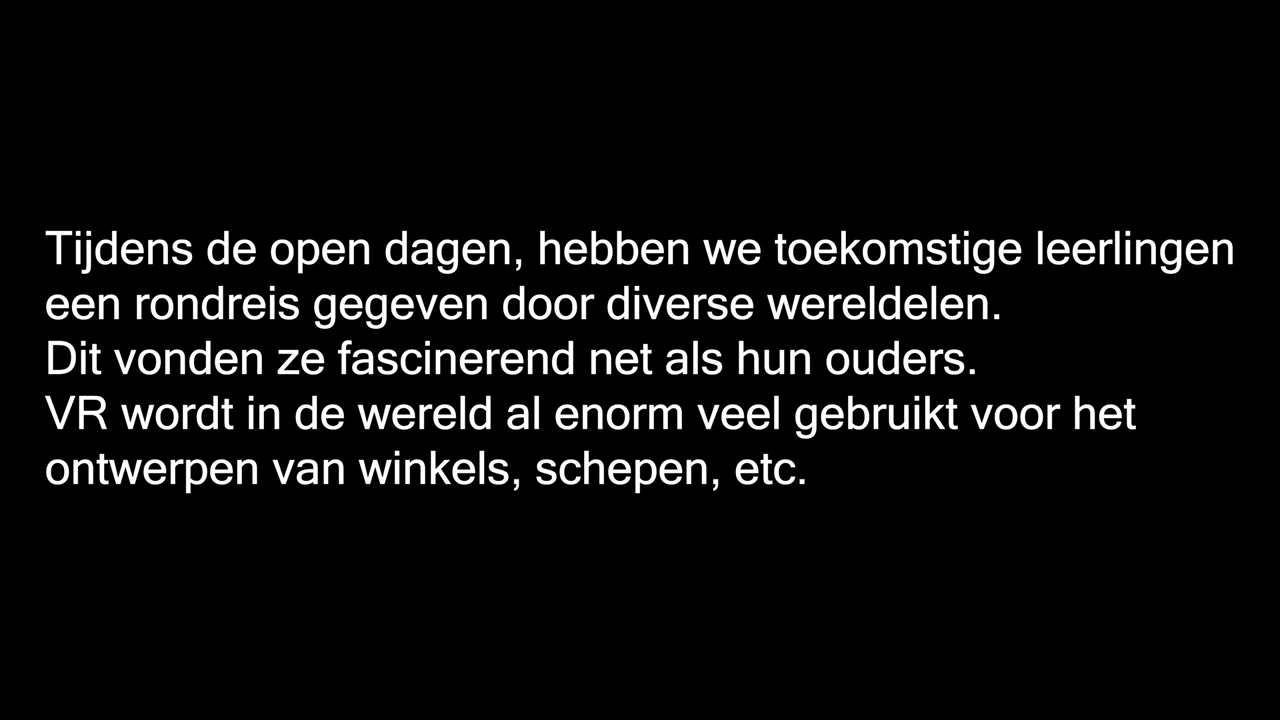 Tijdens de open dagen, hebben we toekomstige leerlingen
een rondreis gegeven door diverse werelddelen.
Dit vonden ze fascinerend net als hun ouders.
VR wordt in de wereld al enorm veel gebruikt voor het
ontwerpen van winkels, schepen, etc.